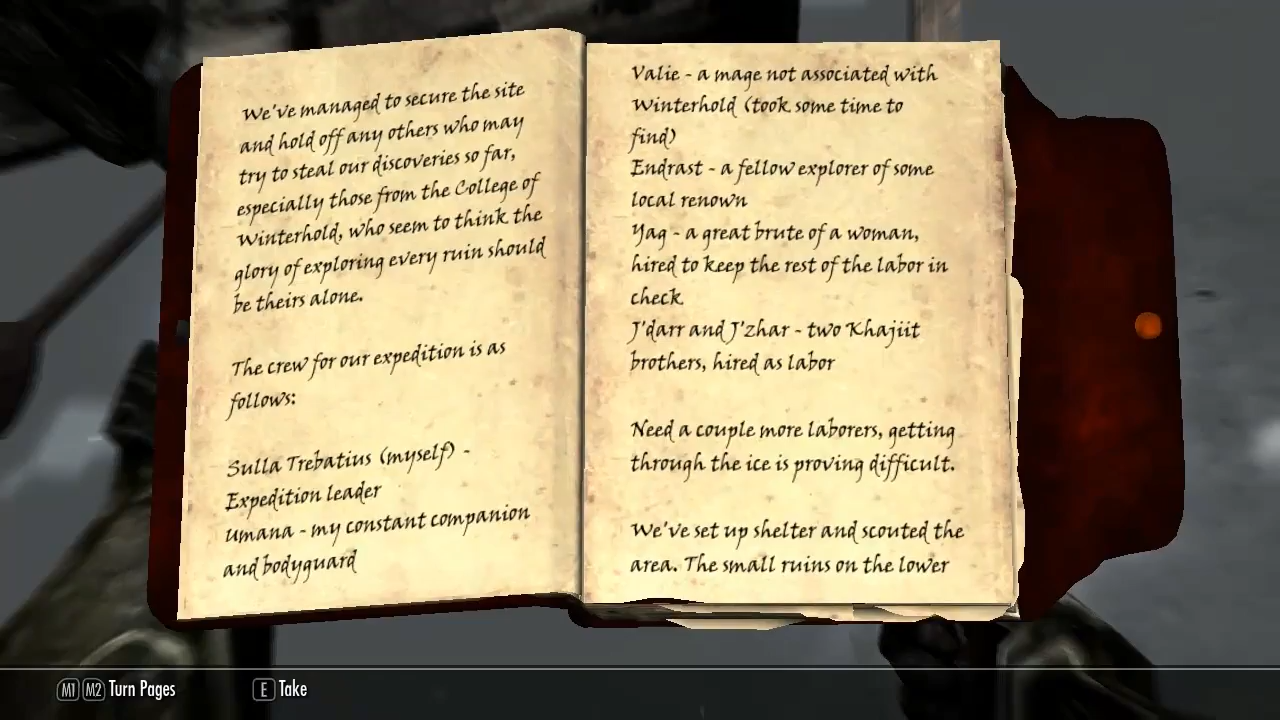 We've managed to secure the site
and hold off any others who may
try to steal our discoveries so far,
especially those from the College of
Winterhold, who seem to think the
glory of exploring every ruin should
be theirs alone.
The crew for our expedition is as
follows:
Sulla Trebatius (myself) -
Expedition leader
Umana - my constant companion
and bodyguard
Valie - a mage not associated with
Winterhold (took some time to
find)
Endrast - a fellow explorer of some
local renown
Yag - a great brute of a woman,
hired to keep the rest of the labor in
check
J'darr and J'zhar - two Khajiit
brothers, hired as labor
Need a couple more laborers, getting
through the ice is proving difficult.
We've set up shelter and scouted the
area. The small ruins on the lower
M1 M2 Turn Pages
E Take